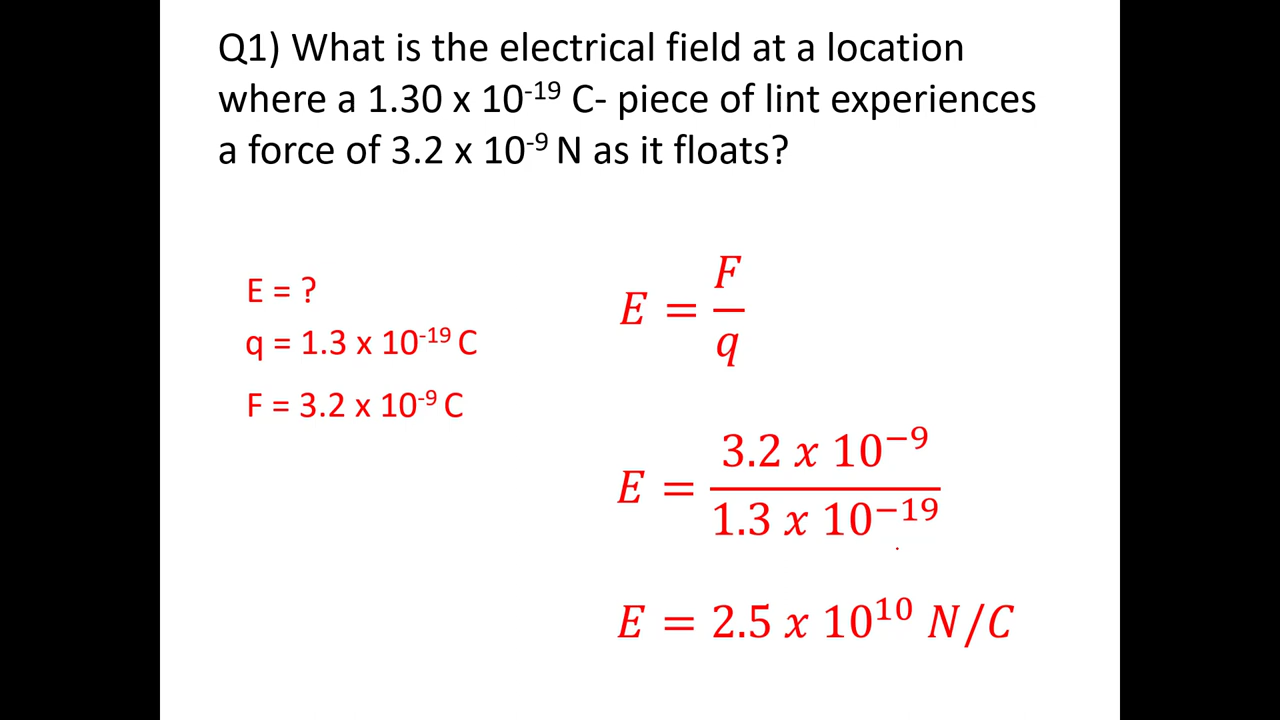 Q1) What is the electrical field at a location
where a 1.30 x 10⁻¹⁹ C- piece of lint experiences
a force of 3.2 x 10⁻⁹ N as it floats?
E = ?
q = 1.3 x 10⁻¹⁹ C
F = 3.2 x 10⁻⁹ C
E = F/q
E = 3.2 x 10⁻⁹ / 1.3 x 10⁻¹⁹
E = 2.5 x 10¹⁰ N/C